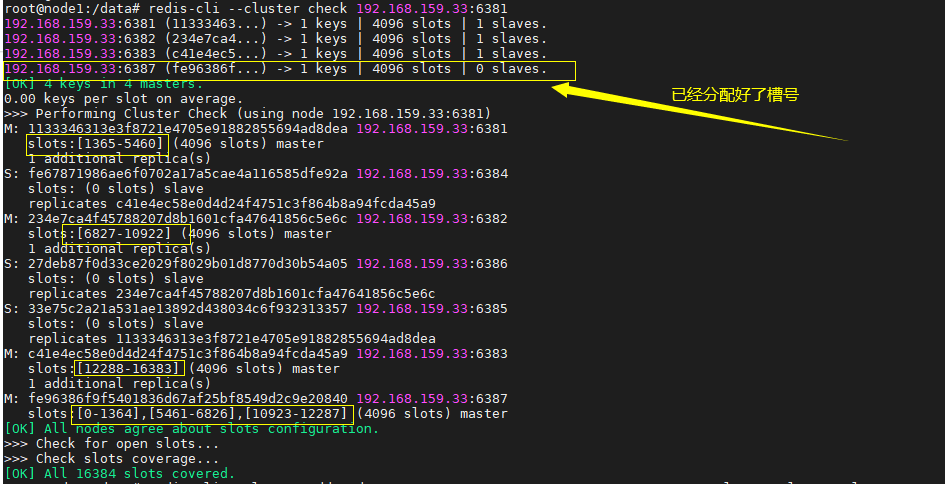 root@node1:/data# redis-cli --cluster check 192.168.159.33:6381
192.168.159.33:6381 (11333463...) -> 1 keys | 4096 slots | 1 slaves.
192.168.159.33:6382 (234e7ca4...) -> 1 keys | 4096 slots | 1 slaves.
192.168.159.33:6383 (c41e4ec5...) -> 1 keys | 4096 slots | 1 slaves.
192.168.159.33:6387 (fe96386f...) -> 1 keys | 4096 slots | 0 slaves.
[OK] 4 keys in 4 masters.
已经分配好了槽号
0.00 keys per slot on average.
>>> Performing Cluster Check (using node 192.168.159.33:6381)
M: 1133346313e3f8721e4705e91882855694ad8dea 192.168.159.33:6381
slots:[1365-5460] (4096 slots) master
1 additional replica(s)
S: fe67871986ae6f0702a17a5cae4a116585dfe92a 192.168.159.33:6384
slots: (0 slots) slave
replicates c41e4ec58e0d4d24f4751c3f864b8a94fcda45a9
M: 234e7ca4f45788207d8b1601cfa47641856c5e6c 192.168.159.33:6382
slots:[6827-10922] (4096 slots) master
1 additional replica(s)
S: 27deb87f0d33ce2029f8029b01d8770d30b54a05 192.168.159.33:6386
slots: (0 slots) slave
replicates 234e7ca4f45788207d8b1601cfa47641856c5e6c
S: 33e75c2a21a531ae13892d438034c6f932313357 192.168.159.33:6385
slots: (0 slots) slave
replicates 1133346313e3f8721e4705e91882855694ad8dea
M: c41e4ec58e0d4d24f4751c3f864b8a94fcda45a9 192.168.159.33:6383
slots:[12288-16383] (4096 slots) master
1 additional replica(s)
M: fe96386f9f5401836d67af25bf8549d2c9e20840 192.168.159.33:6387
slots:[0-1364],[5461-6826],[10923-12287] (4096 slots) master
[OK] All nodes agree about slots configuration.
>>> Check for open slots...
>>> Check slots coverage...
[OK] All 16384 slots covered.